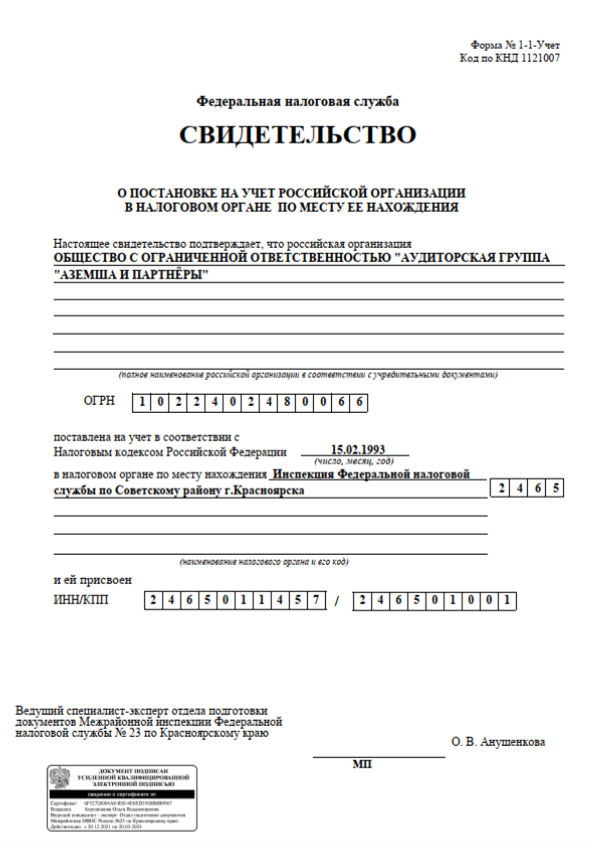 Форма № 1-1-Учет
Код по КНД 1121007
Федеральная налоговая служба
СВИДЕТЕЛЬСТВО
О ПОСТАНОВКЕ НА УЧЕТ РОССИЙСКОЙ ОРГАНИЗАЦИИ
В НАЛОГОВОМ ОРГАНЕ ПО МЕСТУ ЕЕ НАХОЖДЕНИЯ
Настоящее свидетельство подтверждает, что российская организация
ОБЩЕСТВО С ОГРАНИЧЕННОЙ ОТВЕТСТВЕННОСТЬЮ "АУДИТОРСКАЯ ГРУППА
"АЗЕМША И ПАРТНЁРЫ"
(полное наименование российской организации в соответствии с учредительными документами)
ОГРН 1 0 2 2 4 0 2 4 8 0 0 6 6
поставлена на учет в соответствии с
Налоговым кодексом Российской Федерации 15.02.1993
(число, месяц, год)
в налоговом органе по месту нахождения Инспекция Федеральной налоговой
службы по Советскому району г.Красноярска 2 4 6 5
(наименование налогового органа и его код)
и ей присвоен
ИНН/КПП 2 4 6 5 0 1 1 4 5 7 / 2 4 6 5 0 1 0 0 1
Ведущий специалист-эксперт отдела подготовки
документов Межрайонной инспекции Федеральной
налоговой службы № 23 по Красноярскому краю
О. В. Анушенкова
МП
ДОКУМЕНТ ПОДПИСАН
УСИЛЕННОЙ КВАЛИФИЦИРОВАННОЙ
ЭЛЕКТРОННОЙ ПОДПИСЬЮ
сведения о сертификате эп
Сертификат:
Владелец: Анушенкова Ольга Владимировна
Ведущий специалист - эксперт Отдел подготовки документов
Межрайонная ИФНС России №23 по Красноярскому краю
Действителен: с 20.12.2021 по 20.03.2023